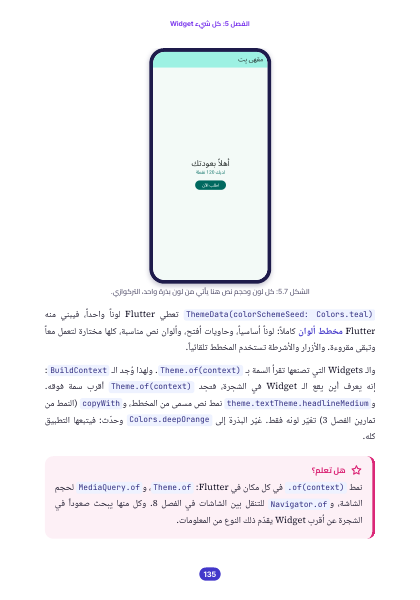 الفصل 5: كل شيء Widget
مقهى بِت
أهلاً بعودتك
لديك 120 نقطة
اطلب الآن
الشكل 5.7: كل لون وحجم نص هنا يأتي من لون بذرة واحد، التركوازي.
ThemeData(colorSchemeSeed: Colors.teal) تعطي Flutter لوناً واحداً، فيبني منه
Flutter مخطط ألوان كاملاً: لوناً أساسياً، وحاويات أفتح، وألوان نص مناسبة، كلها مختارة لتعمل معاً
وتبقى مقروءة. والأزرار والأشرطة تستخدم المخطط تلقائياً.
والـ Widgets التي تصنعها تقرأ السمة بـ Theme.of(context). ولهذا وُجد الـ BuildContext:
إنه يعرف أين يقع الـ Widget في الشجرة، فتجد Theme.of(context) أقرب سمة فوقه.
و theme.textTheme.headlineMedium نمط نص مسمى من المخطط، و copyWith (النمط من
تمارين الفصل 3) تغيّر لونه فقط. غيّر البذرة إلى Colors.deepOrange وحدّث: فيتبعها التطبيق
كله.
هل تعلم؟
نمط .of(context) في كل مكان في Flutter: Theme.of، و MediaQuery.of لحجم
الشاشة، و Navigator.of للتنقل بين الشاشات في الفصل 8. وكل منها يبحث صعوداً في
الشجرة عن أقرب Widget يقدّم ذلك النوع من المعلومات.
135